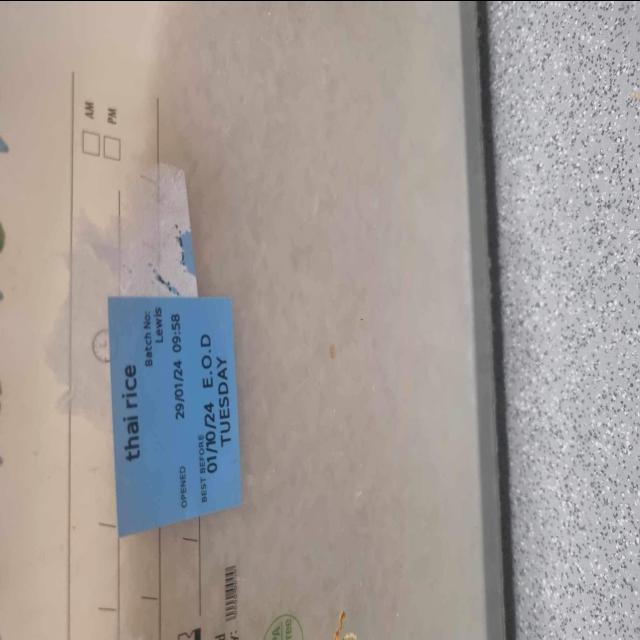 AM
PM
thai rice
Batch No:
Lewis
OPENED 29/01/24 09:58
BEST BEFORE
01/10/24 E.O.D
TUESDAY